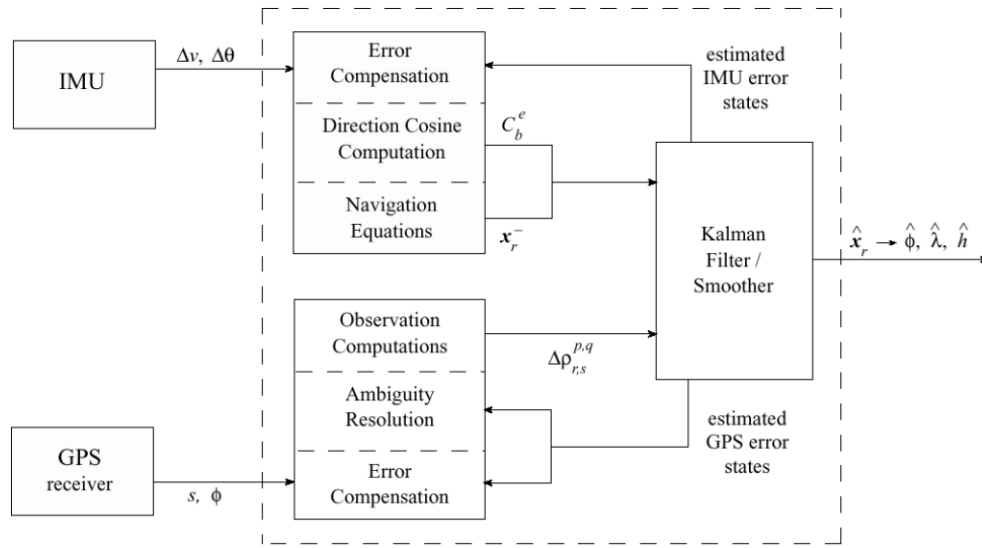 IMU
Δv, Δθ
Error
Compensation
Direction Cosine
Computation
Navigation
Equations
C_b^e
x_r^-
estimated
IMU error
states
Kalman
Filter /
Smoother
x̂_r → φ̂, λ̂, ĥ
Observation
Computations
Ambiguity
Resolution
Error
Compensation
Δρ_{r,s}^{p,q}
estimated
GPS error
states
GPS
receiver
s, φ